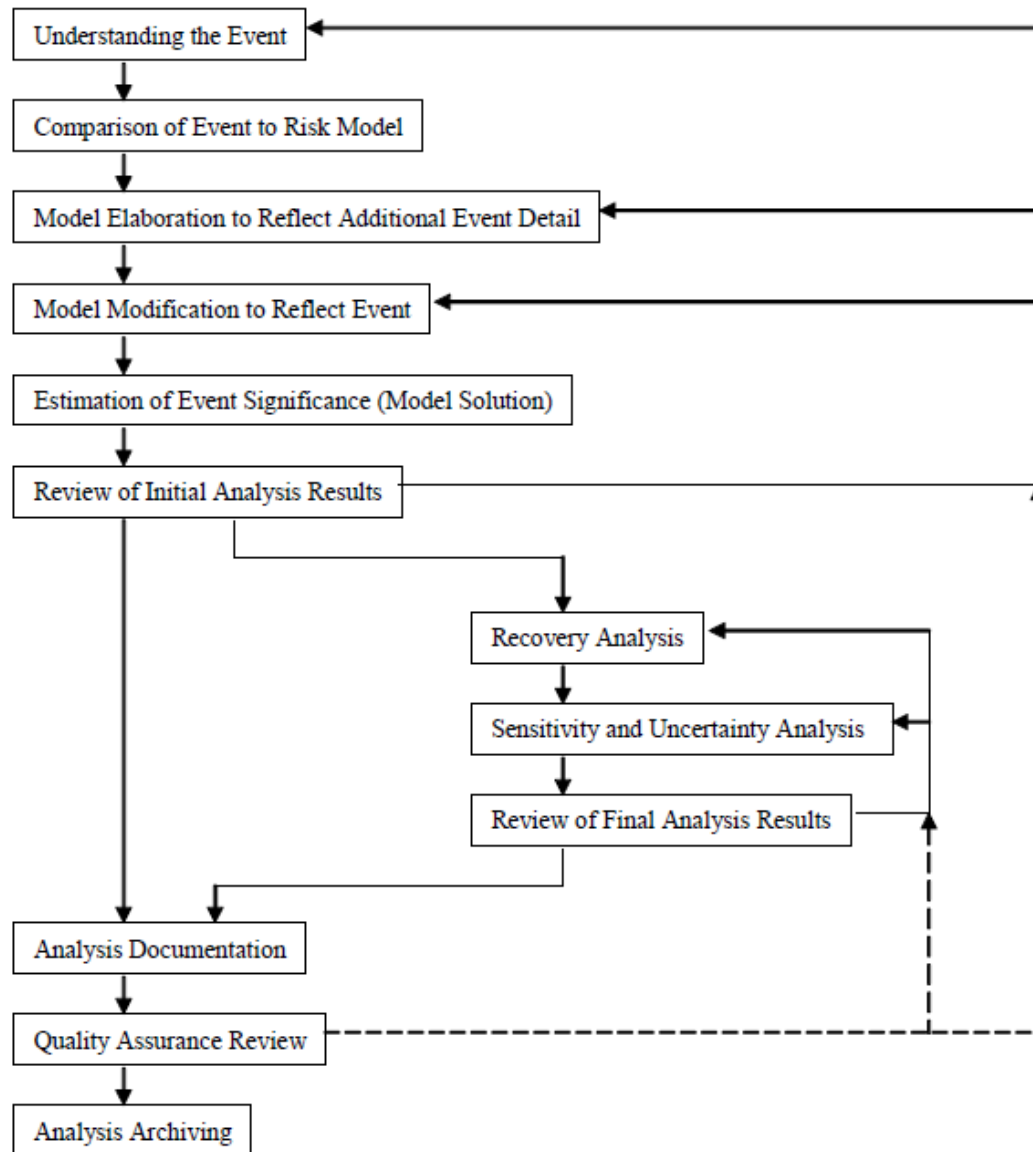 Understanding the Event
Comparison of Event to Risk Model
Model Elaboration to Reflect Additional Event Detail
Model Modification to Reflect Event
Estimation of Event Significance (Model Solution)
Review of Initial Analysis Results
Recovery Analysis
Sensitivity and Uncertainty Analysis
Review of Final Analysis Results
Analysis Documentation
Quality Assurance Review
Analysis Archiving